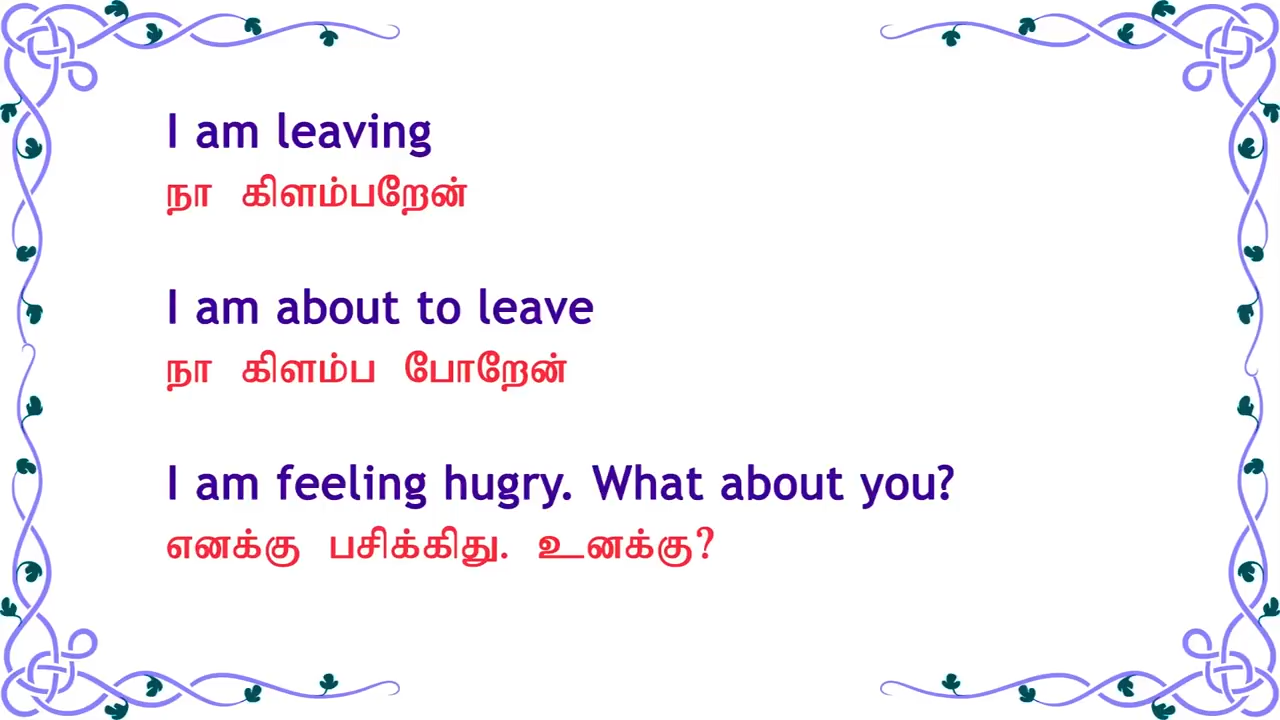 I am leaving
நா கிளம்பறேன்
I am about to leave
நா கிளம்ப போறேன்
I am feeling hugry. What about you?
எனக்கு பசிக்கிது. உனக்கு?